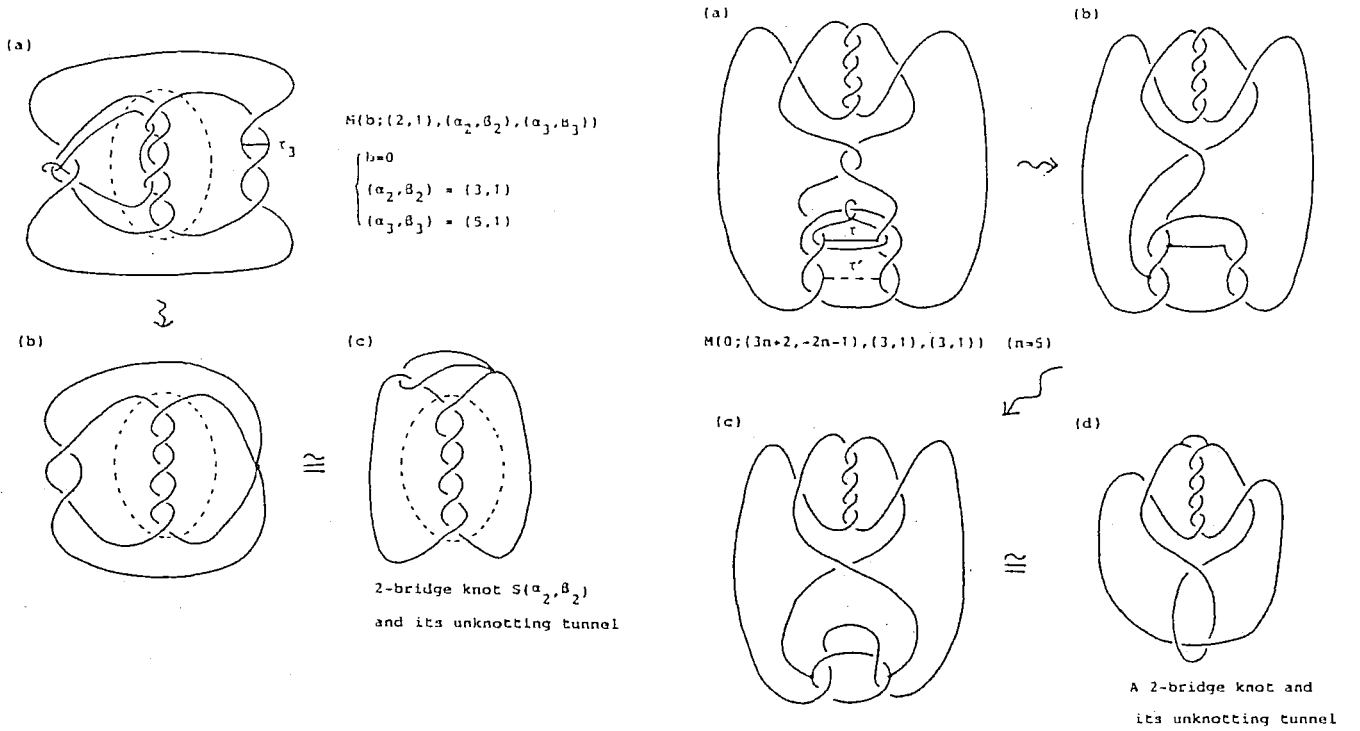 (a)
M(b;(2,1),(α₂,β₂),(α₃,β₃))
b=0
(α₂,β₂) = (3,1)
(α₃,β₃) = (5,1)
τ₃
(b)
(c)
≅
2-bridge knot S(α₂,β₂)
and its unknotting tunnel
(a)
(b)
τ
τ'
M(0;(3n+2,-2n-1),(3,1),(3,1)) (n=5)
(c)
(d)
≅
A 2-bridge knot and
its unknotting tunnel